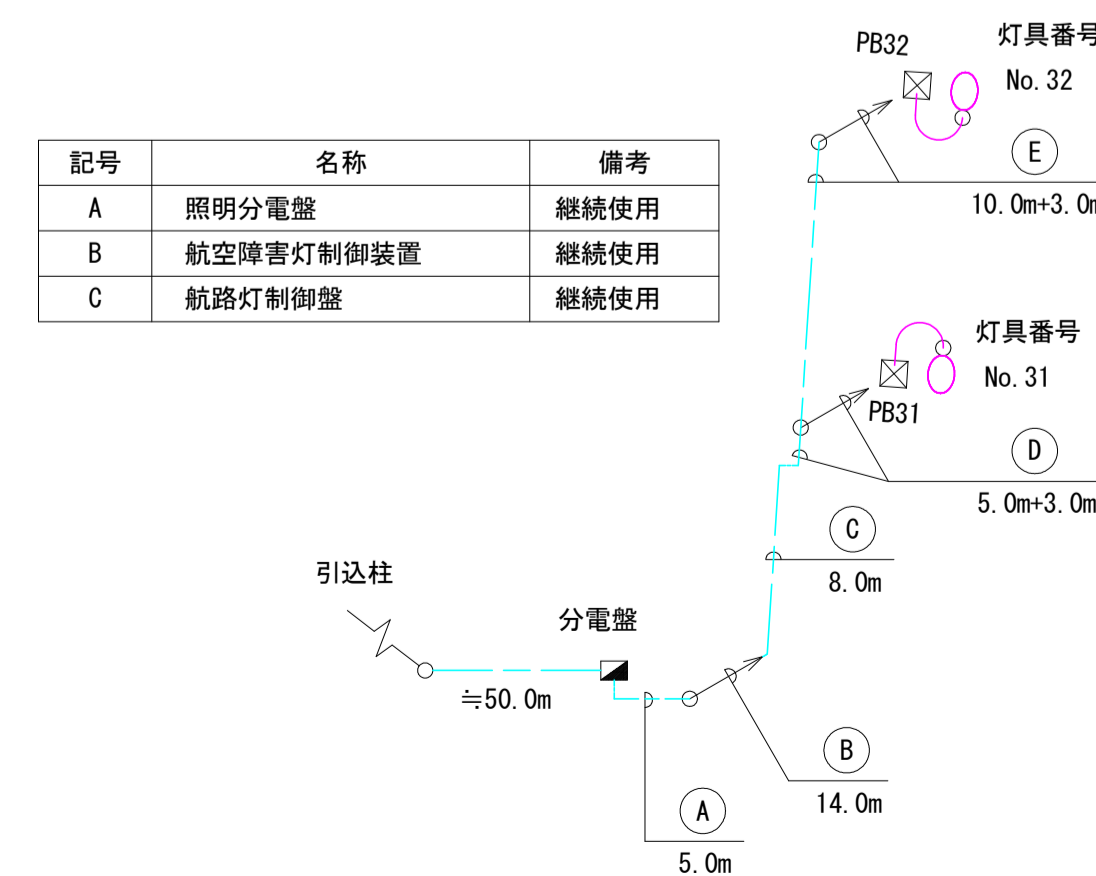 PB32
灯具番号
No. 32
E
10. 0m+3. 0m
記号 名称 備考
A 照明分電盤 継続使用
B 航空障害灯制御装置 継続使用
C 航路灯制御盤 継続使用
灯具番号
No. 31
PB31
D
5. 0m+3. 0m
C
8. 0m
引込柱
分電盤
≒50. 0m
B
14. 0m
A
5. 0m